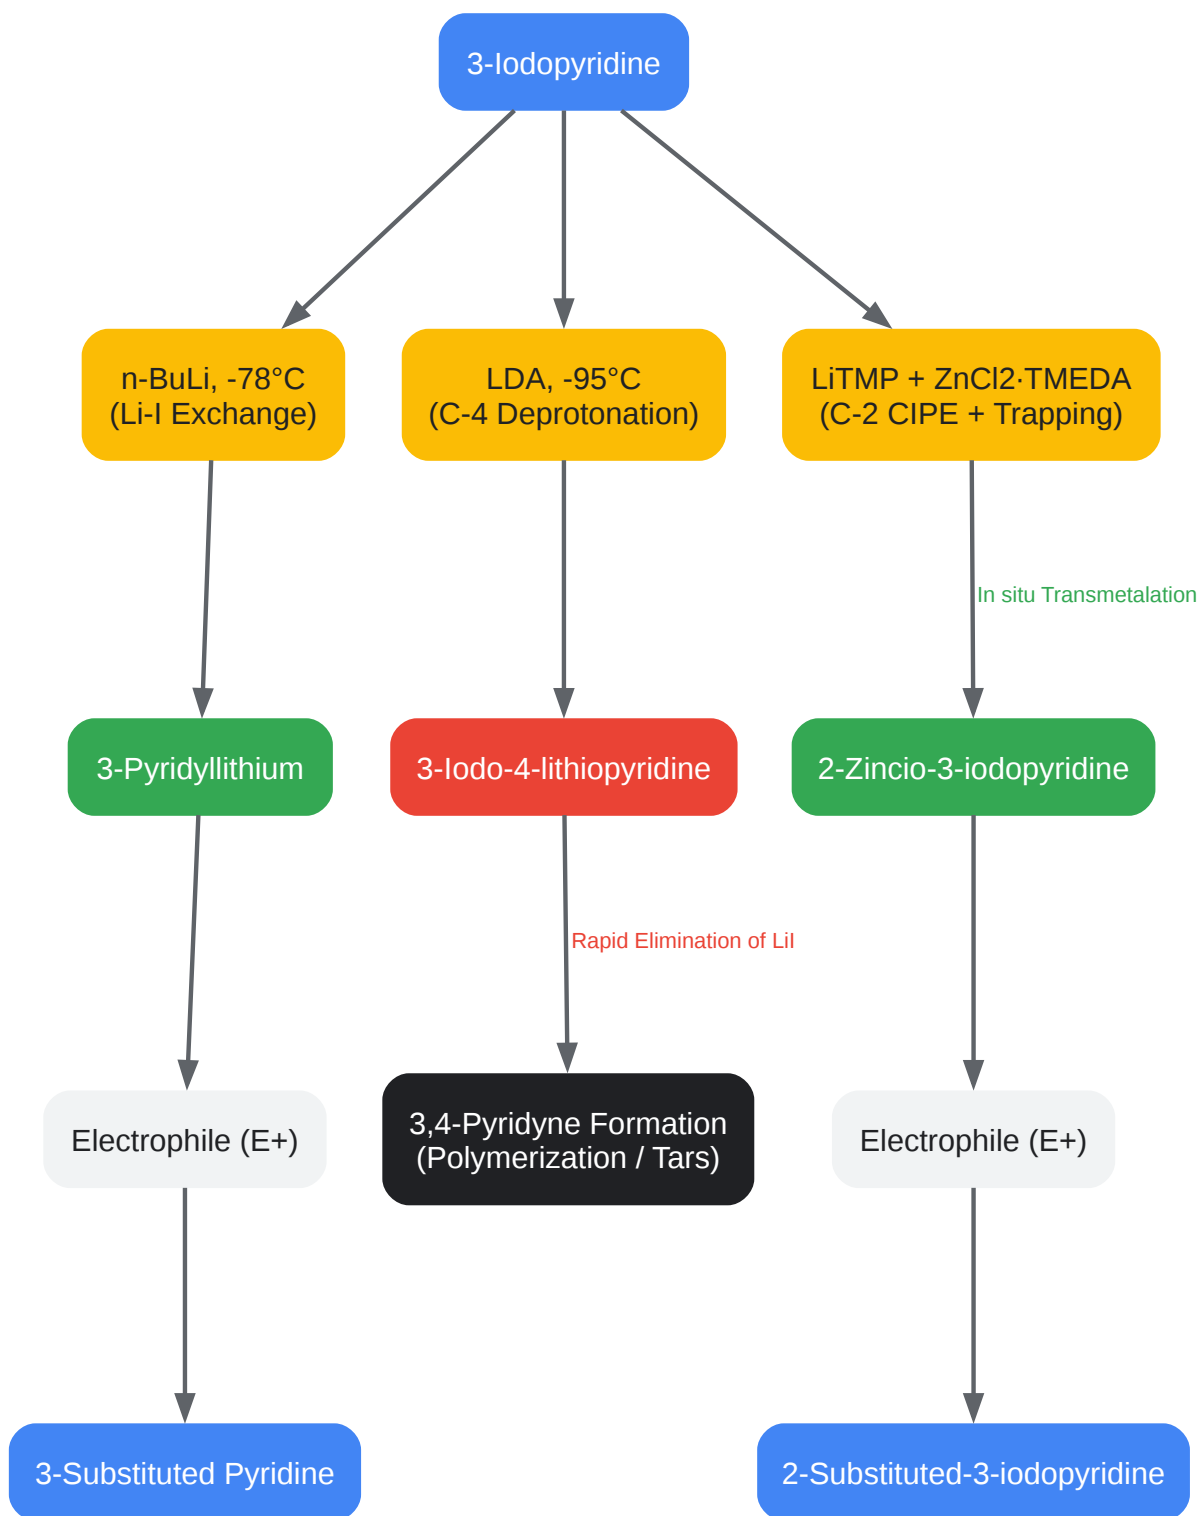 3-Iodopyridine
n-BuLi, -78°C
(Li-I Exchange)
LDA, -95°C
(C-4 Deprotonation)
LiTMP + ZnCl2·TMEDA
(C-2 CIPE + Trapping)
In situ Transmetalation
3-Pyridyllithium
3-Iodo-4-lithiopyridine
2-Zincio-3-iodopyridine
Rapid Elimination of LiI
Electrophile (E+)
3,4-Pyridyne Formation
(Polymerization / Tars)
Electrophile (E+)
3-Substituted Pyridine
2-Substituted-3-iodopyridine